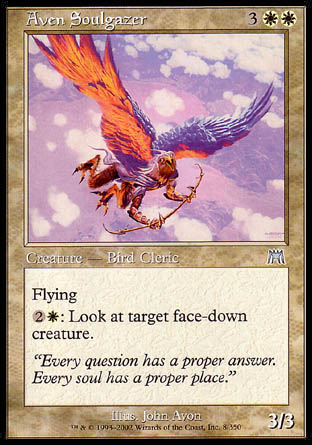 Aven Soulgazer 3
Creature — Bird Cleric
Flying
2 : Look at target face-down
creature.
“Every question has a proper answer.
Every soul has a proper place.”
Illus. John Avon
™ & © 1993-2002 Wizards of the Coast, Inc. 8/350
3/3